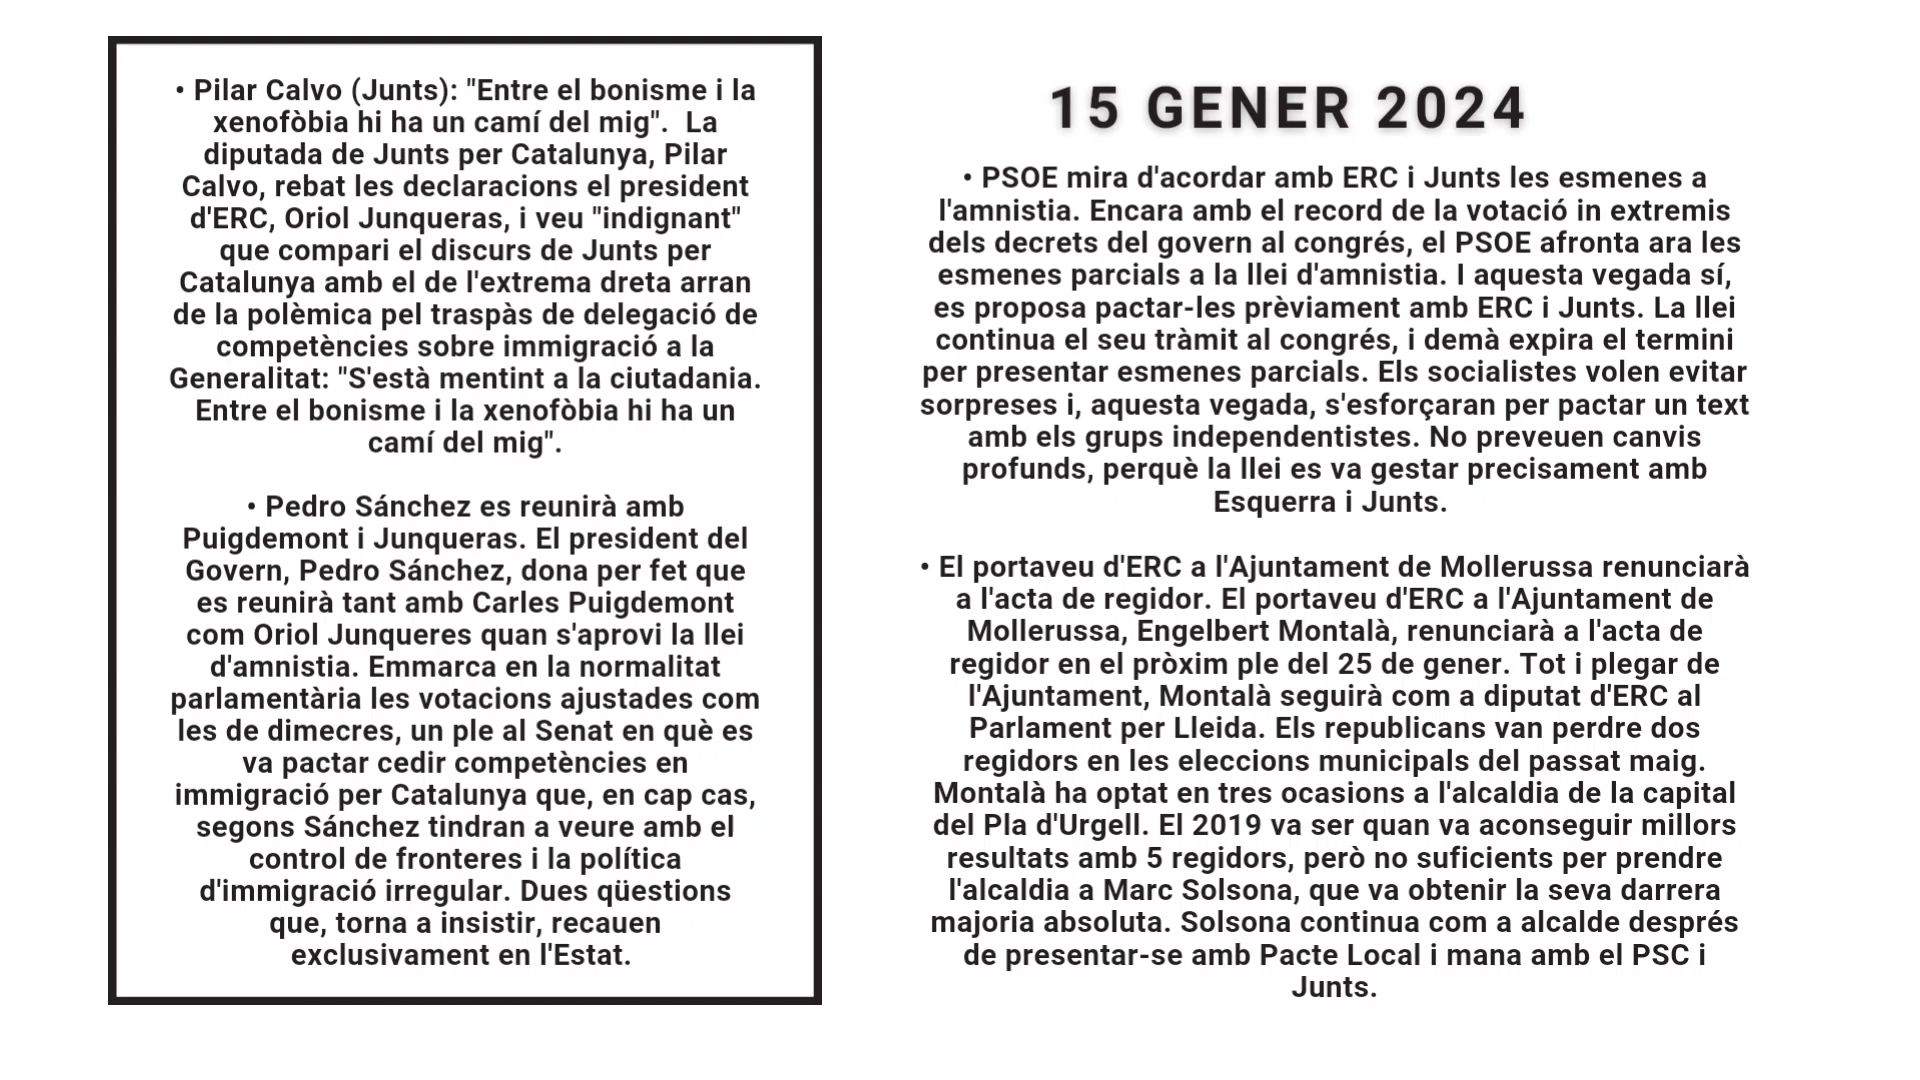 • Pilar Calvo (Junts): "Entre el bonisme i la
xenofòbia hi ha un camí del mig".  La
diputada de Junts per Catalunya, Pilar
Calvo, rebat les declaracions el president
d'ERC, Oriol Junqueras, i veu "indignant"
que compari el discurs de Junts per
Catalunya amb el de l'extrema dreta arran
de la polèmica pel traspàs de delegació de
competències sobre immigració a la
Generalitat: "S'està mentint a la ciutadania.
Entre el bonisme i la xenofòbia hi ha un
camí del mig".
• Pedro Sánchez es reunirà amb
Puigdemont i Junqueras. El president del
Govern, Pedro Sánchez, dona per fet que
es reunirà tant amb Carles Puigdemont
com Oriol Junqueres quan s'aprovi la llei
d'amnistia. Emmarca en la normalitat
parlamentària les votacions ajustades com
les de dimecres, un ple al Senat en què es
va pactar cedir competències en
immigració per Catalunya que, en cap cas,
segons Sánchez tindran a veure amb el
control de fronteres i la política
d'immigració irregular. Dues qüestions
que, torna a insistir, recauen
exclusivament en l'Estat.
15 GENER 2024
• PSOE mira d'acordar amb ERC i Junts les esmenes a
l'amnistia. Encara amb el record de la votació in extremis
dels decrets del govern al congrés, el PSOE afronta ara les
esmenes parcials a la llei d'amnistia. I aquesta vegada sí,
es proposa pactar-les prèviament amb ERC i Junts. La llei
continua el seu tràmit al congrés, i demà expira el termini
per presentar esmenes parcials. Els socialistes volen evitar
sorpreses i, aquesta vegada, s'esforçaran per pactar un text
amb els grups independentistes. No preveuen canvis
profunds, perquè la llei es va gestar precisament amb
Esquerra i Junts.
• El portaveu d'ERC a l'Ajuntament de Mollerussa renunciarà
a l'acta de regidor. El portaveu d'ERC a l'Ajuntament de
Mollerussa, Engelbert Montalà, renunciarà a l'acta de
regidor en el pròxim ple del 25 de gener. Tot i plegar de
l'Ajuntament, Montalà seguirà com a diputat d'ERC al
Parlament per Lleida. Els republicans van perdre dos
regidors en les eleccions municipals del passat maig.
Montalà ha optat en tres ocasions a l'alcaldia de la capital
del Pla d'Urgell. El 2019 va ser quan va aconseguir millors
resultats amb 5 regidors, però no suficients per prendre
l'alcaldia a Marc Solsona, que va obtenir la seva darrera
majoria absoluta. Solsona continua com a alcalde després
de presentar-se amb Pacte Local i mana amb el PSC i
Junts.